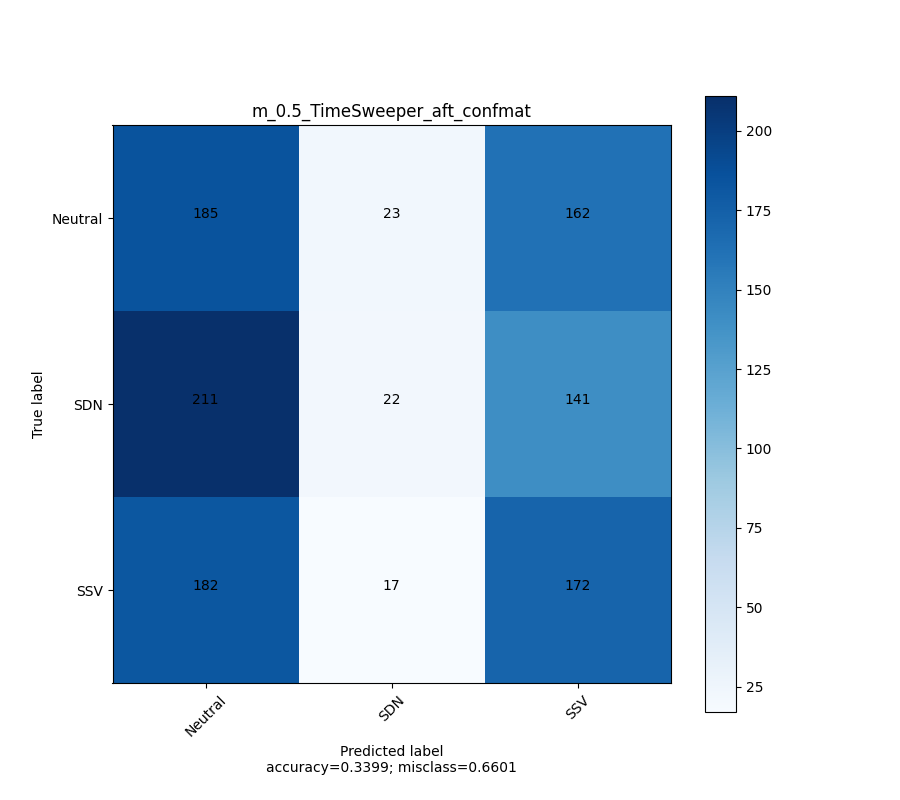 m_0.5_TimeSweeper_aft_confmat
200
175
150
125
100
75
50
25
True label
Neutral
185
23
162
SDN
211
22
141
SSV
182
17
172
Neutral
SDN
SSV
Predicted label
accuracy=0.3399; misclass=0.6601